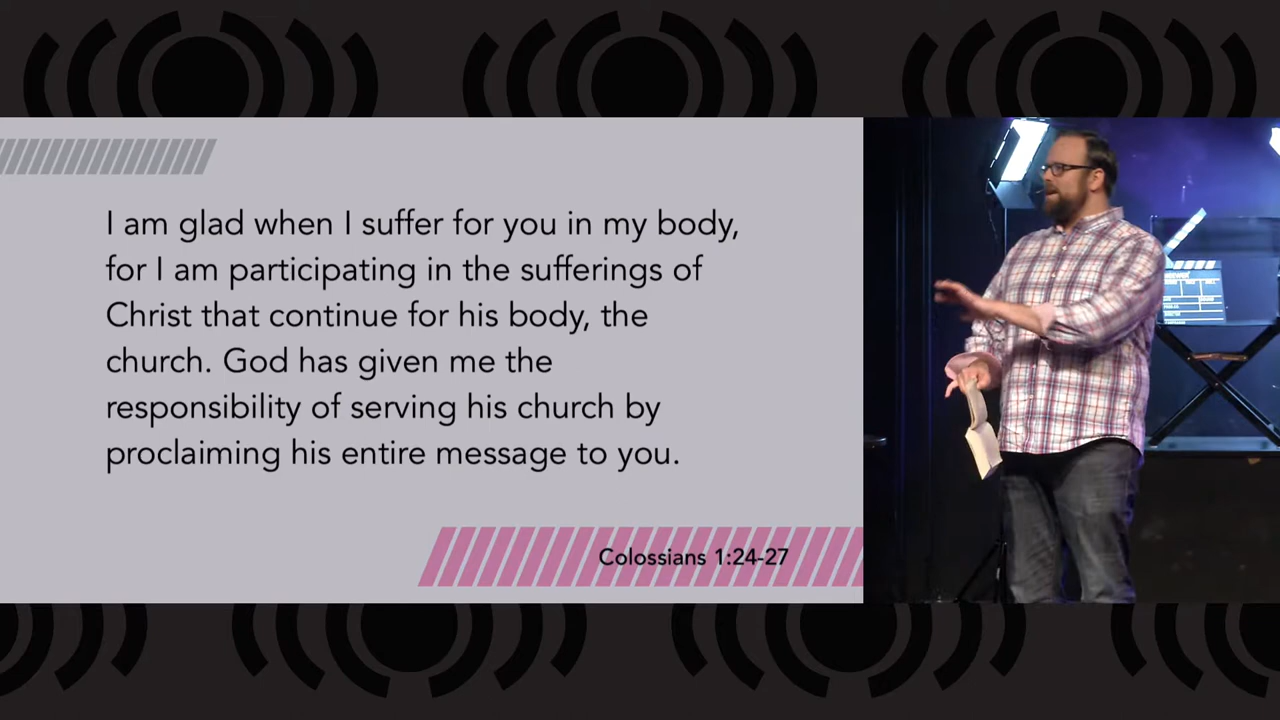 I am glad when I suffer for you in my body,
for I am participating in the sufferings of
Christ that continue for his body, the
church. God has given me the
responsibility of serving his church by
proclaiming his entire message to you.
Colossians 1:24-27